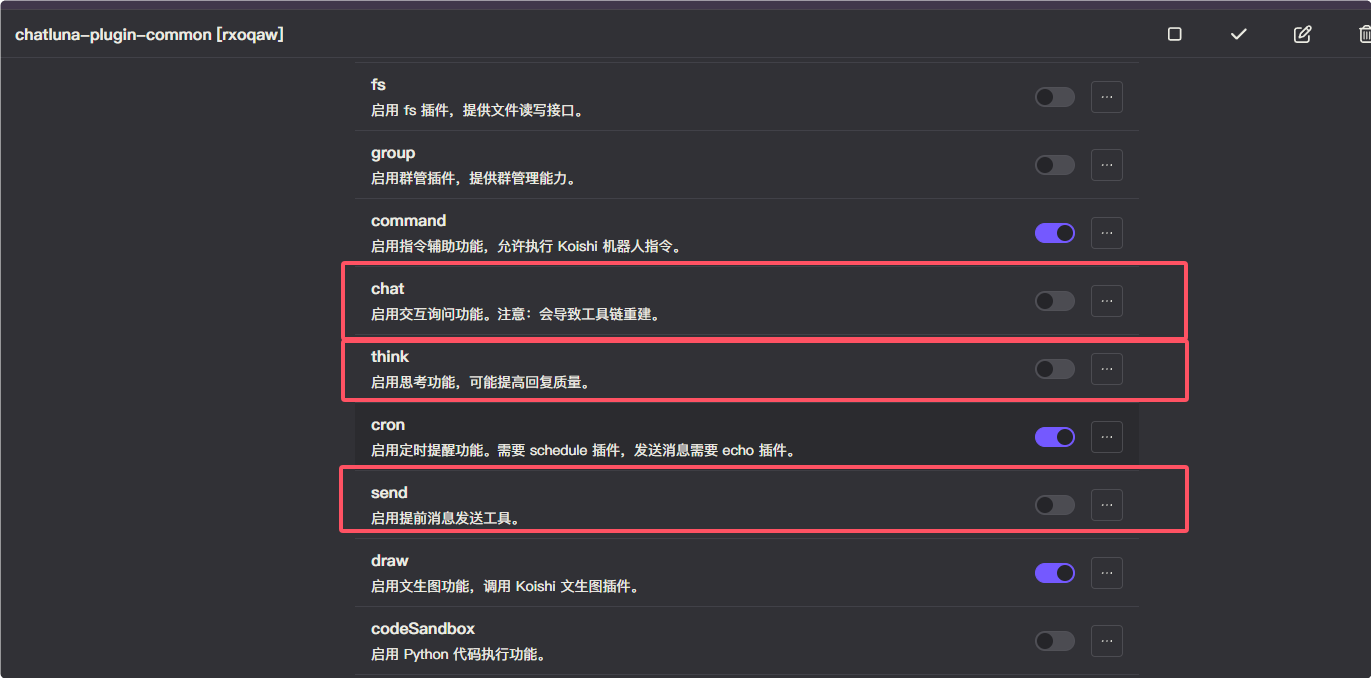 chatluna-plugin-common [rxoqaw]
fs
启用 fs 插件，提供文件读写接口。
group
启用群管插件，提供群管理能力。
command
启用指令辅助功能，允许执行 Koishi 机器人指令。
chat
启用交互询问功能。注意：会导致工具链重建。
think
启用思考功能，可能提高回复质量。
cron
启用定时提醒功能。需要 schedule 插件，发送消息需要 echo 插件。
send
启用提前消息发送工具。
draw
启用文生图功能，调用 Koishi 文生图插件。
codeSandbox
启用 Python 代码执行功能。